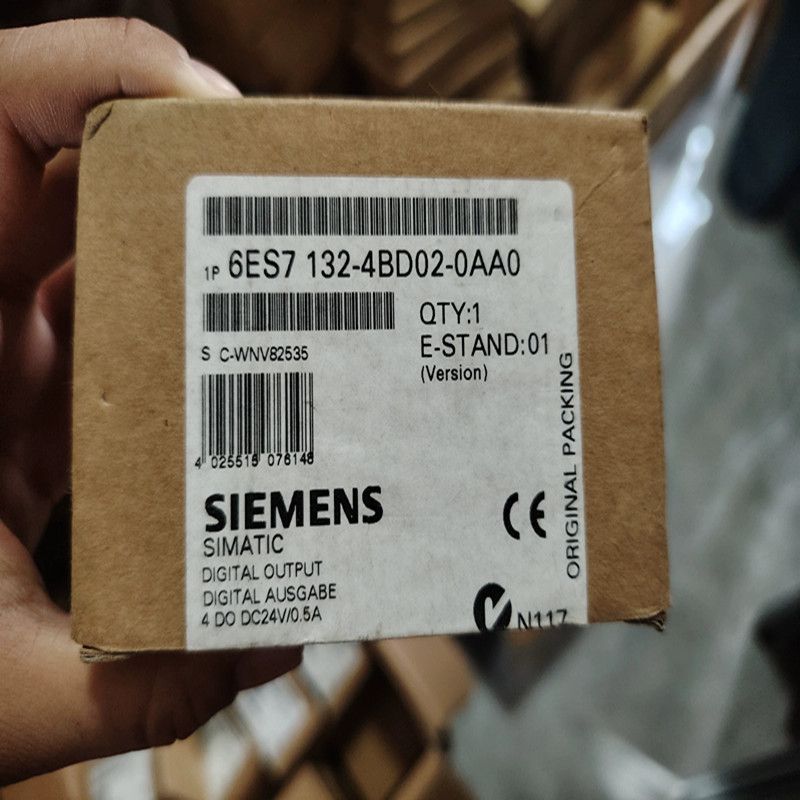 1P 6ES7 132-4BD02-0AA0
QTY:1
E-STAND:01
(Version)
S C-WNV82535
4 025515 076148
SIEMENS
SIMATIC
DIGITAL OUTPUT
DIGITAL AUSGABE
4 DO DC24V/0.5A
CE
N117
ORIGINAL PACKING